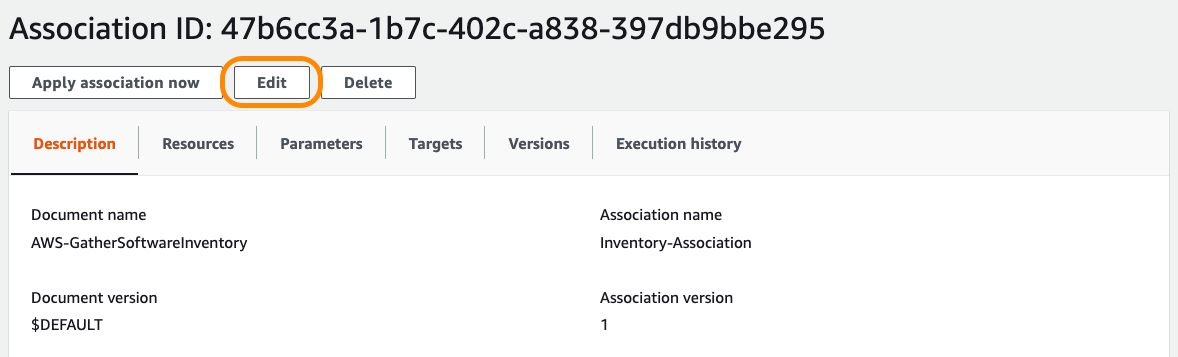 Association ID: 47b6cc3a-1b7c-402c-a838-397db9bbe295
Apply association now Edit Delete
Description Resources Parameters Targets Versions Execution history
Document name Association name
AWS-GatherSoftwareInventory Inventory-Association
Document version Association version
$DEFAULT 1